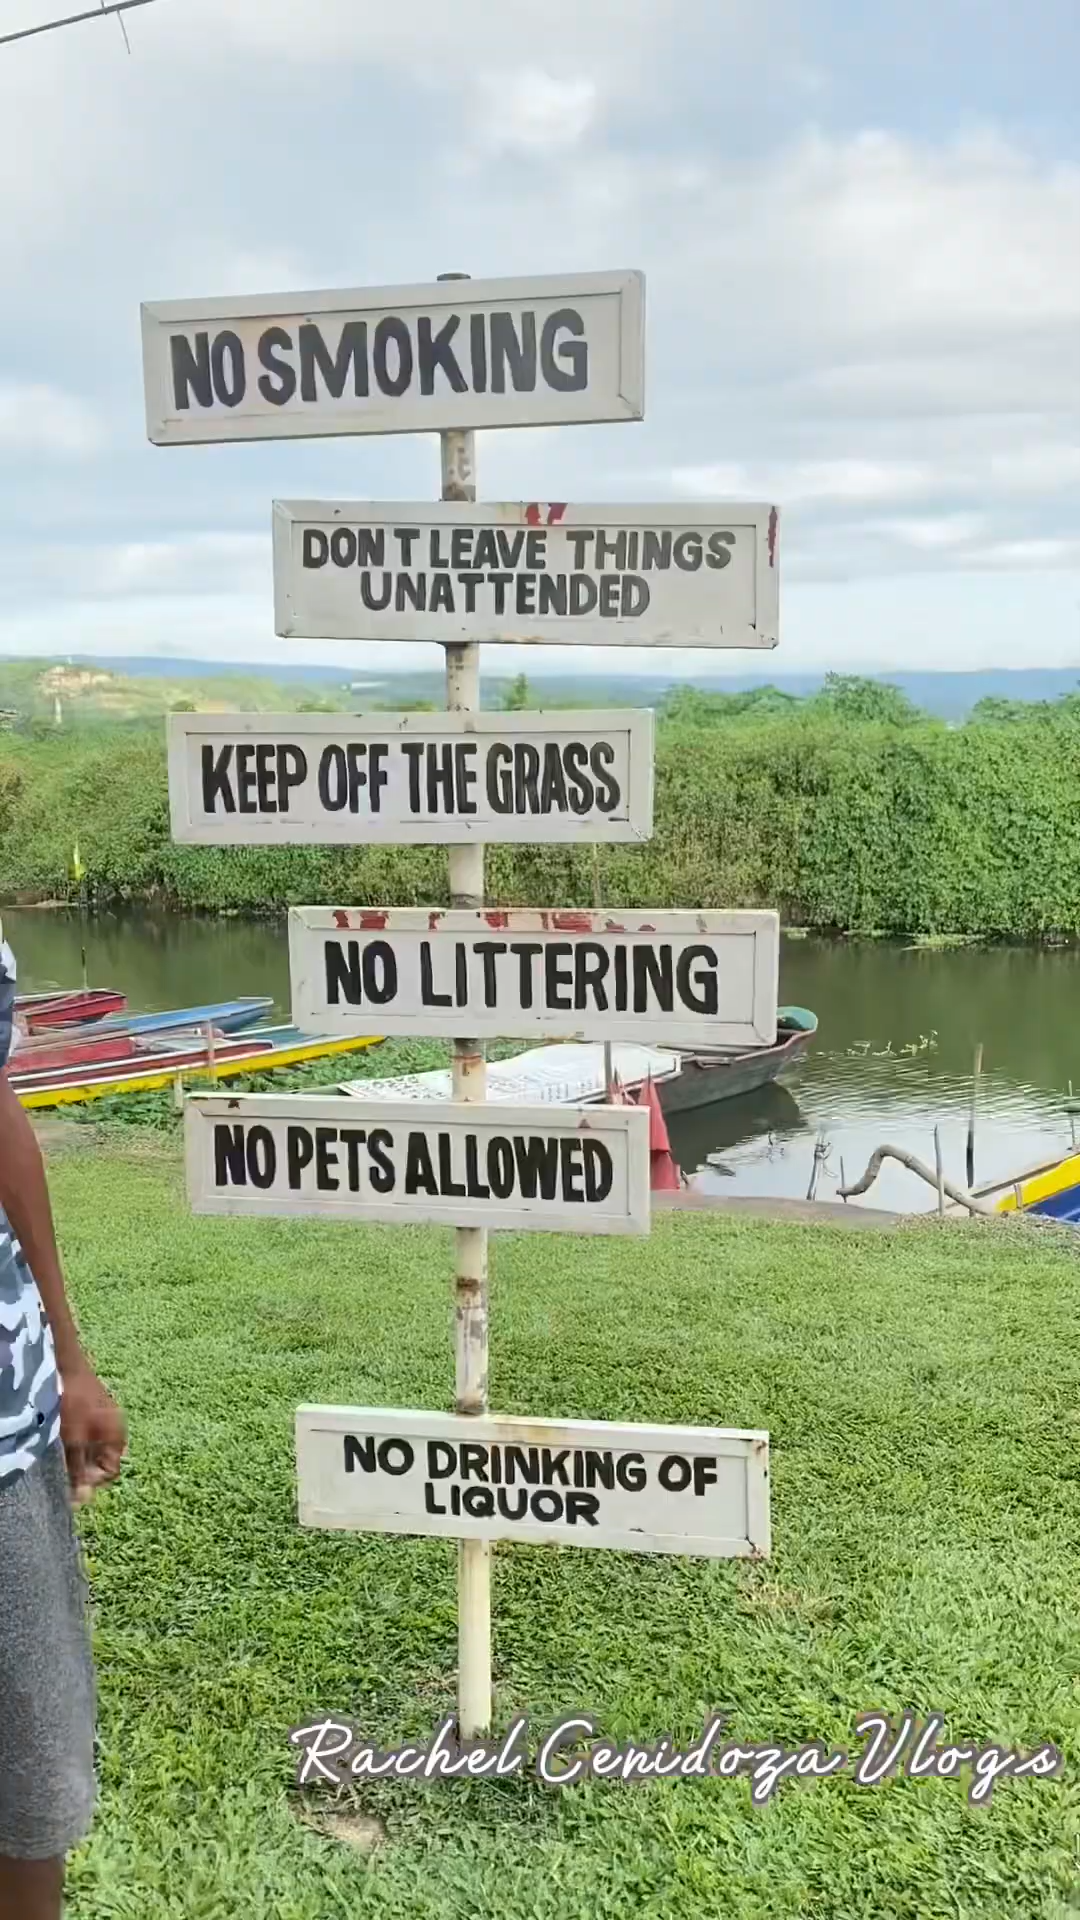 NO SMOKING
DON T LEAVE THINGS
UNATTENDED
KEEP OFF THE GRASS
NO LITTERING
NO PETS ALLOWED
NO DRINKING OF
LIQUOR
Rachel Cenidoza Vlogs